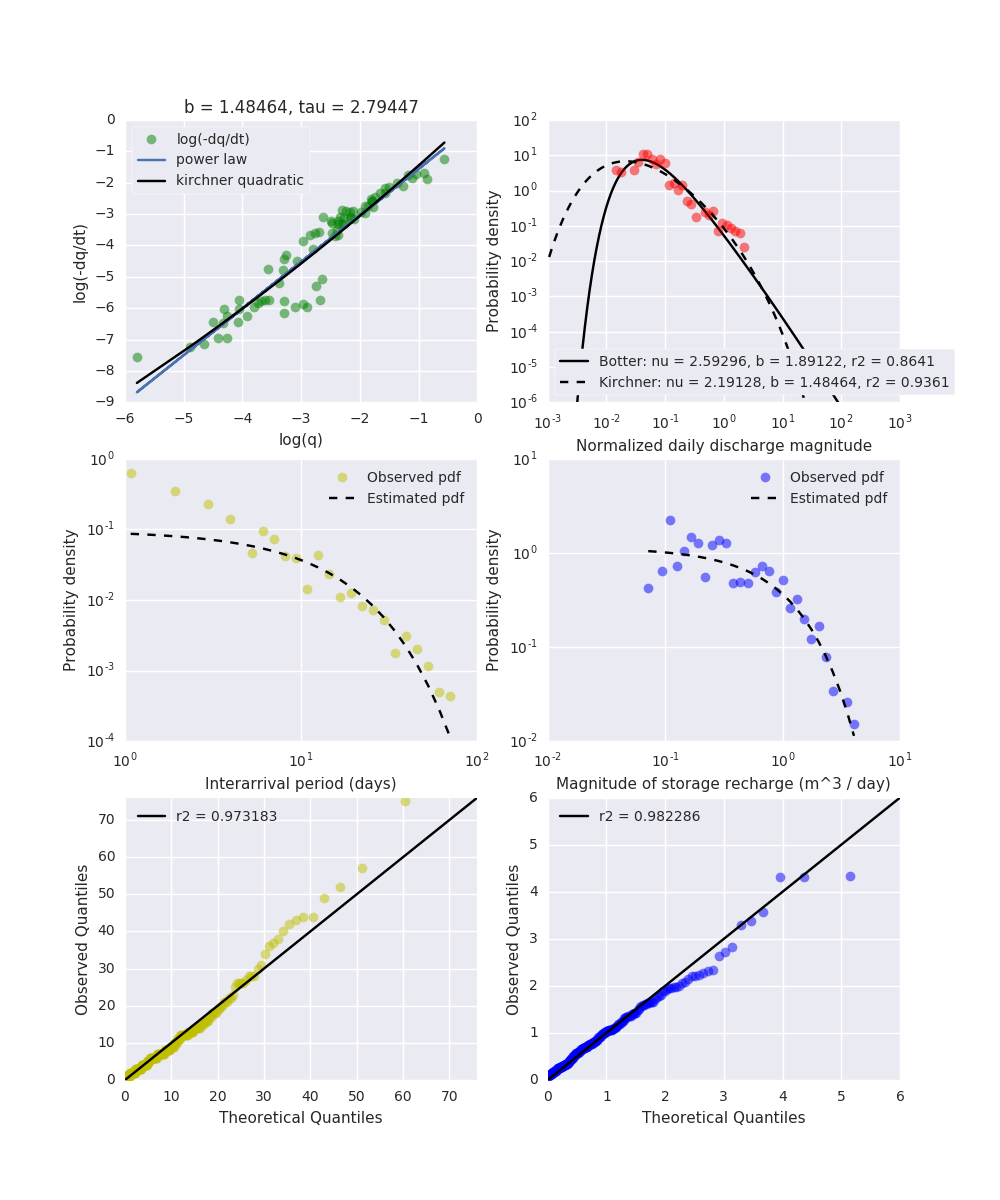 b = 1.48464, tau = 2.79447
0
−1
−2
−3
−4
−5
−6
−7
−8
−9
log(-dq/dt)
log(-dq/dt)
power law
kirchner quadratic
−6 −5 −4 −3 −2 −1 0
log(q)
10^2
10^1
10^0
10^-1
10^-2
10^-3
10^-4
10^-5
10^-6
Probability density
Botter: nu = 2.59296, b = 1.89122, r2 = 0.8641
Kirchner: nu = 2.19128, b = 1.48464, r2 = 0.9361
10^-3 10^-2 10^-1 10^0 10^1 10^2 10^3
Normalized daily discharge magnitude
10^0
10^-1
10^-2
10^-3
10^-4
Probability density
Observed pdf
Estimated pdf
10^0 10^1 10^2
Interarrival period (days)
10^1
10^0
10^-1
10^-2
Probability density
Observed pdf
Estimated pdf
10^-2 10^-1 10^0 10^1
Magnitude of storage recharge (m^3 / day)
70
60
50
40
30
20
10
0
Observed Quantiles
r2 = 0.973183
0 10 20 30 40 50 60 70
Theoretical Quantiles
6
5
4
3
2
1
0
Observed Quantiles
r2 = 0.982286
0 1 2 3 4 5 6
Theoretical Quantiles